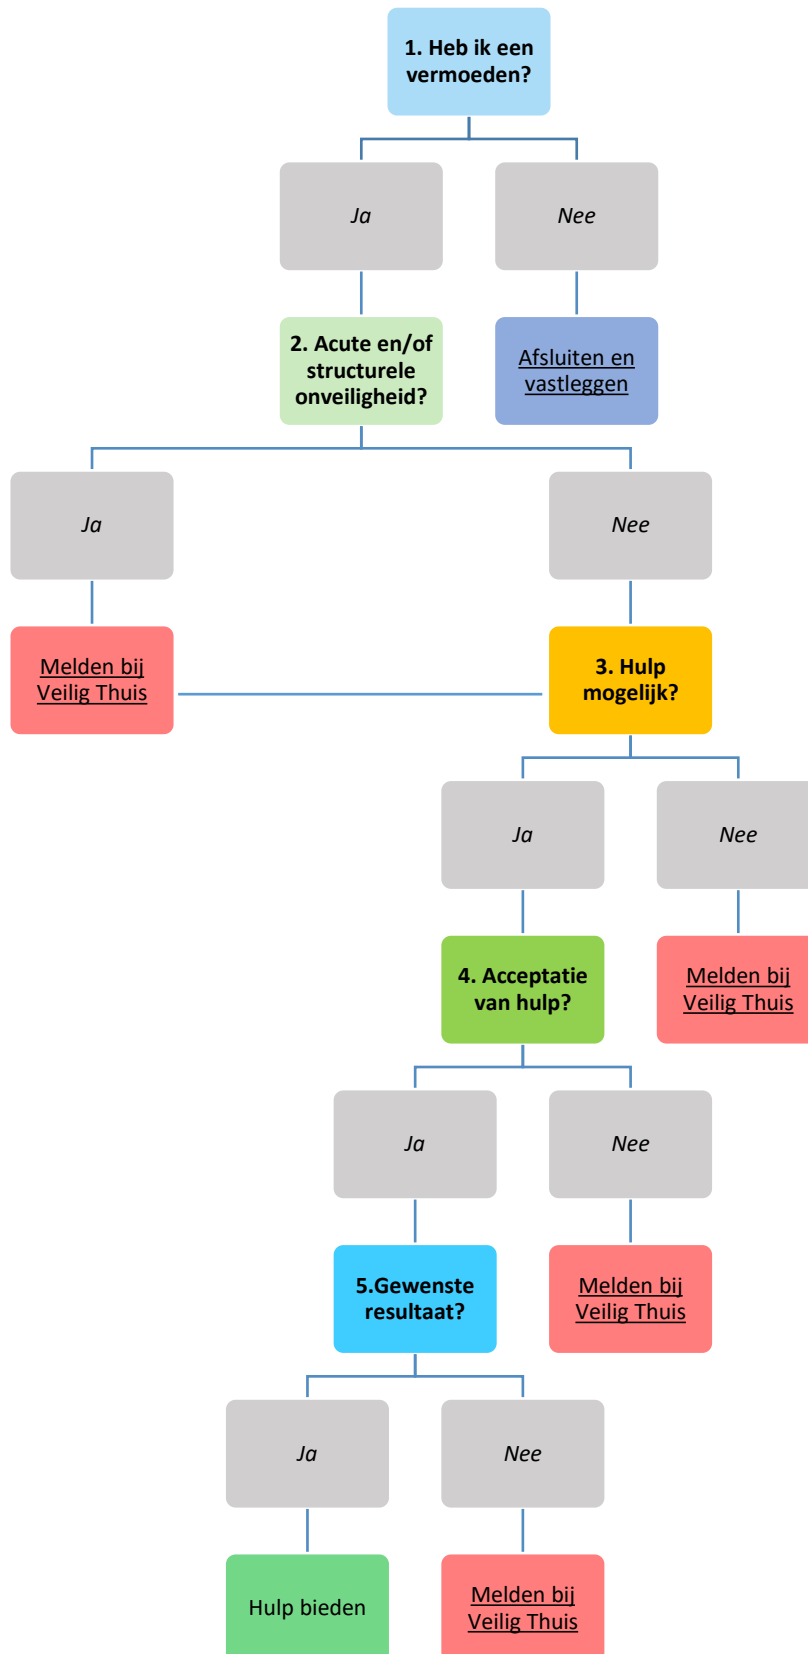 1. Heb ik een
vermoeden?
Ja
Nee
2. Acute en/of
structurele
onveiligheid?
Afsluiten en
vastleggen
Ja
Nee
Melden bij
Veilig Thuis
3. Hulp
mogelijk?
Ja
Nee
4. Acceptatie
van hulp?
Melden bij
Veilig Thuis
Ja
Nee
5.Gewenste
resultaat?
Melden bij
Veilig Thuis
Ja
Nee
Hulp bieden
Melden bij
Veilig Thuis